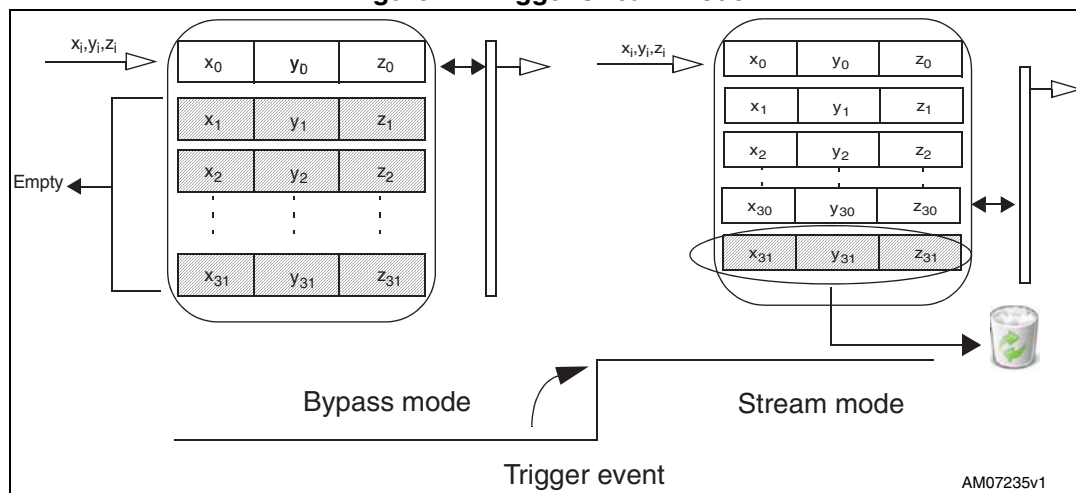 xi,yi,zi
x0 y0 z0
x1 y1 z1
x2 y2 z2
x31 y31 z31
Empty
xi,yi,zi
x0 y0 z0
x1 y1 z1
x2 y2 z2
x30 y30 z30
x31 y31 z31
Bypass mode
Stream mode
Trigger event
AM07235v1